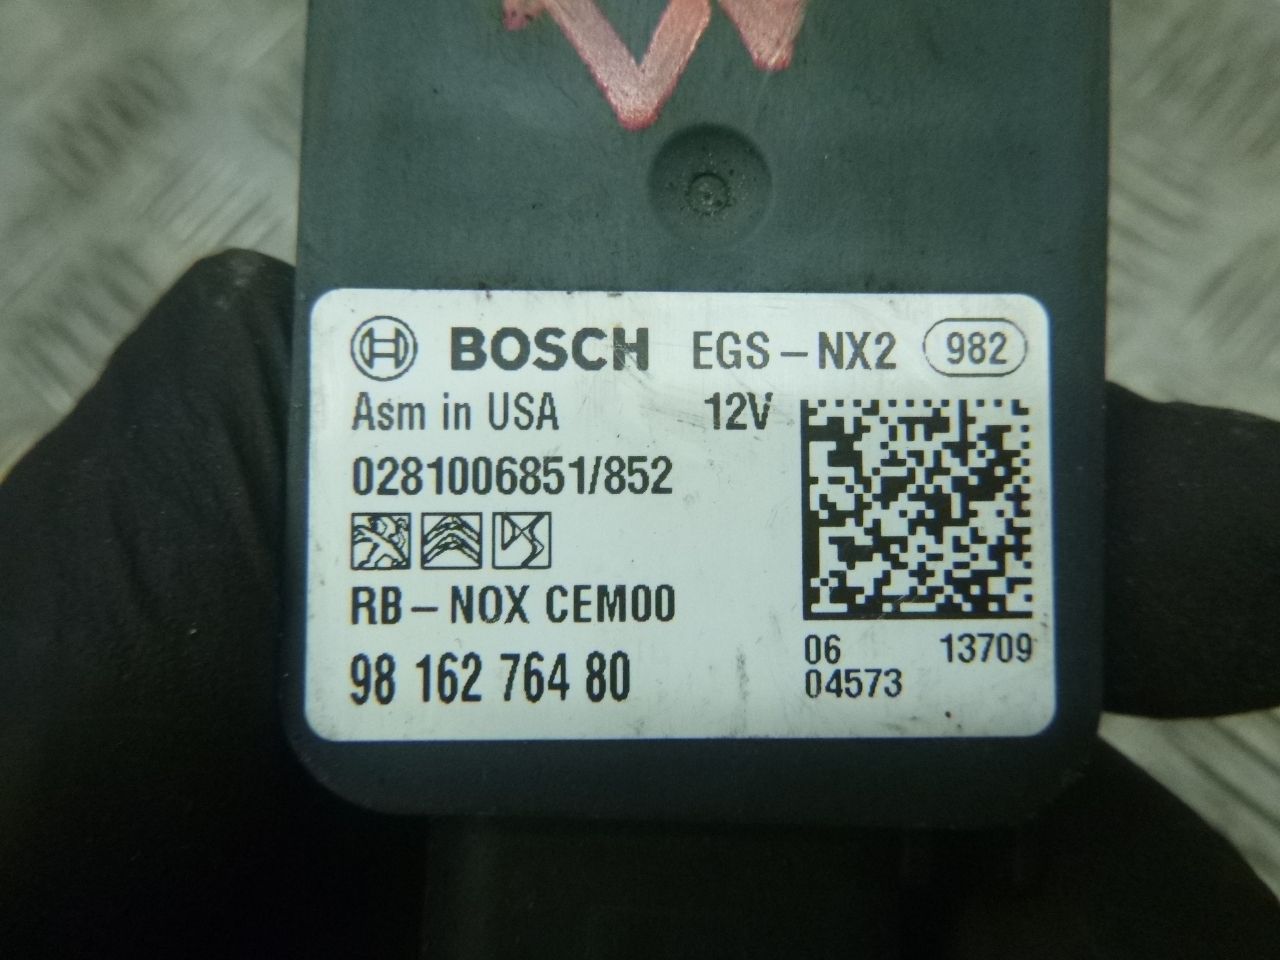 BOSCH EGS-NX2 982
Asm in USA 12V
0281006851/852
RB-NOX CEM00
98 162 764 80
06 13709
04573